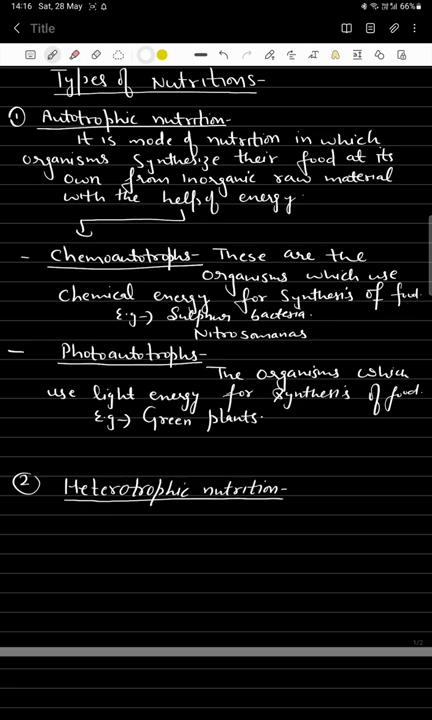 14:16 Sat, 28 May 66%
Title
Types of Nutritions-
① Autotrophic nutrition-
It is mode of nutrition in which
organisms Synthesize their food at its
own from inorganic raw material
with the help of energy.
- Chemoautotrophs- These are the
organisms which use
Chemical energy for Synthesis of food.
E.g→ Sulphur bacteria.
Nitrosomanas
- Photoautotrophs-
The organisms which
use light energy for Synthesis of food.
E.g→ Green plants.
② Heterotrophic nutrition-
1/2